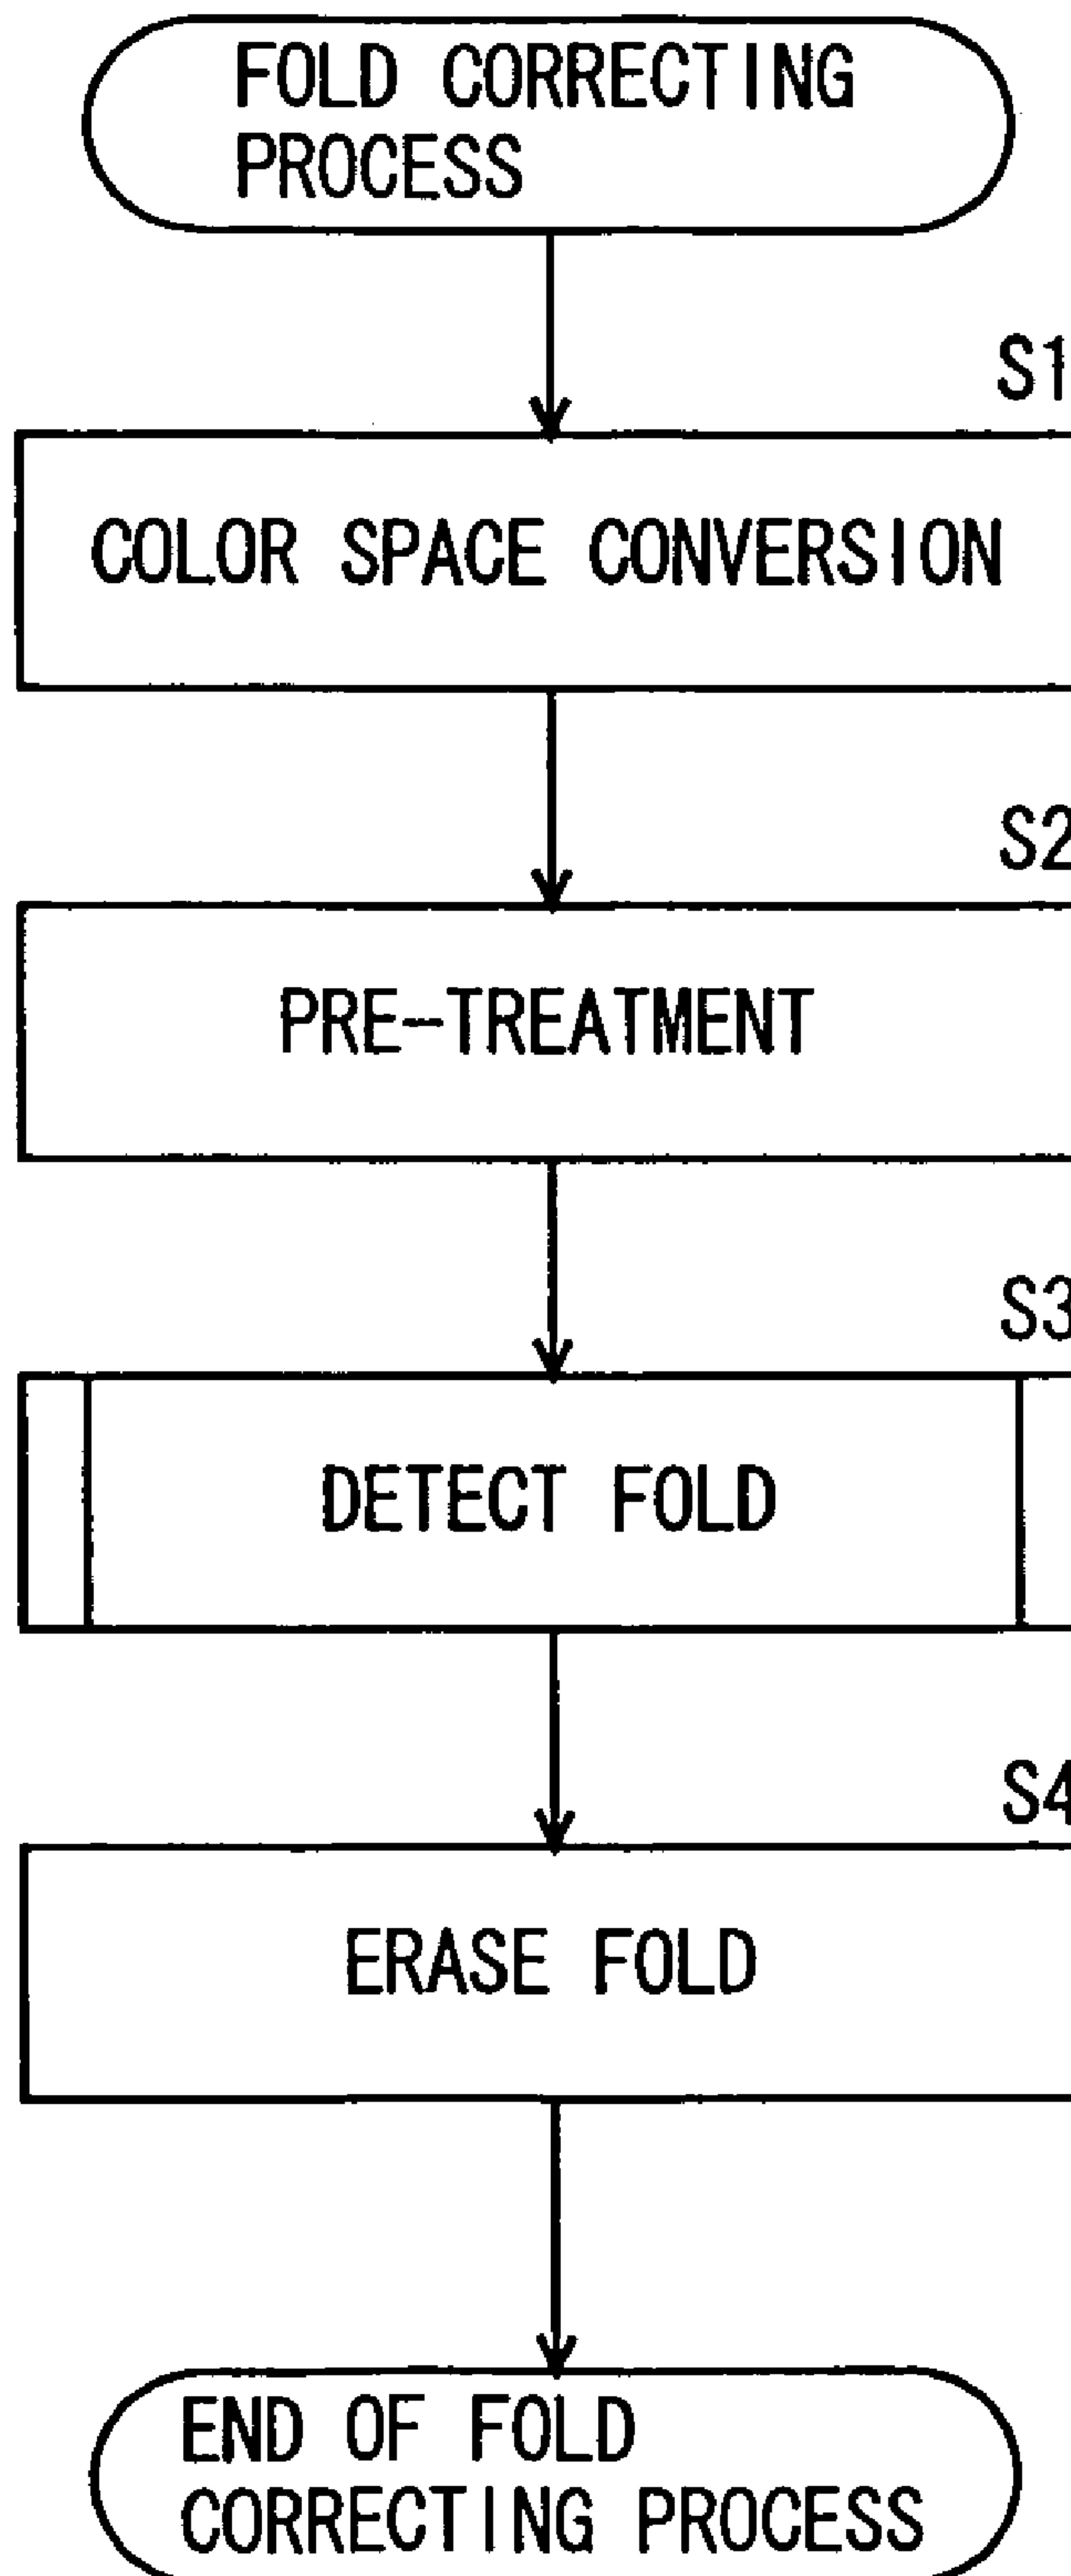 FOLD CORRECTING
PROCESS
S1
COLOR SPACE CONVERSION
S2
PRE-TREATMENT
S3
DETECT FOLD
S4
ERASE FOLD
END OF FOLD
CORRECTING PROCESS